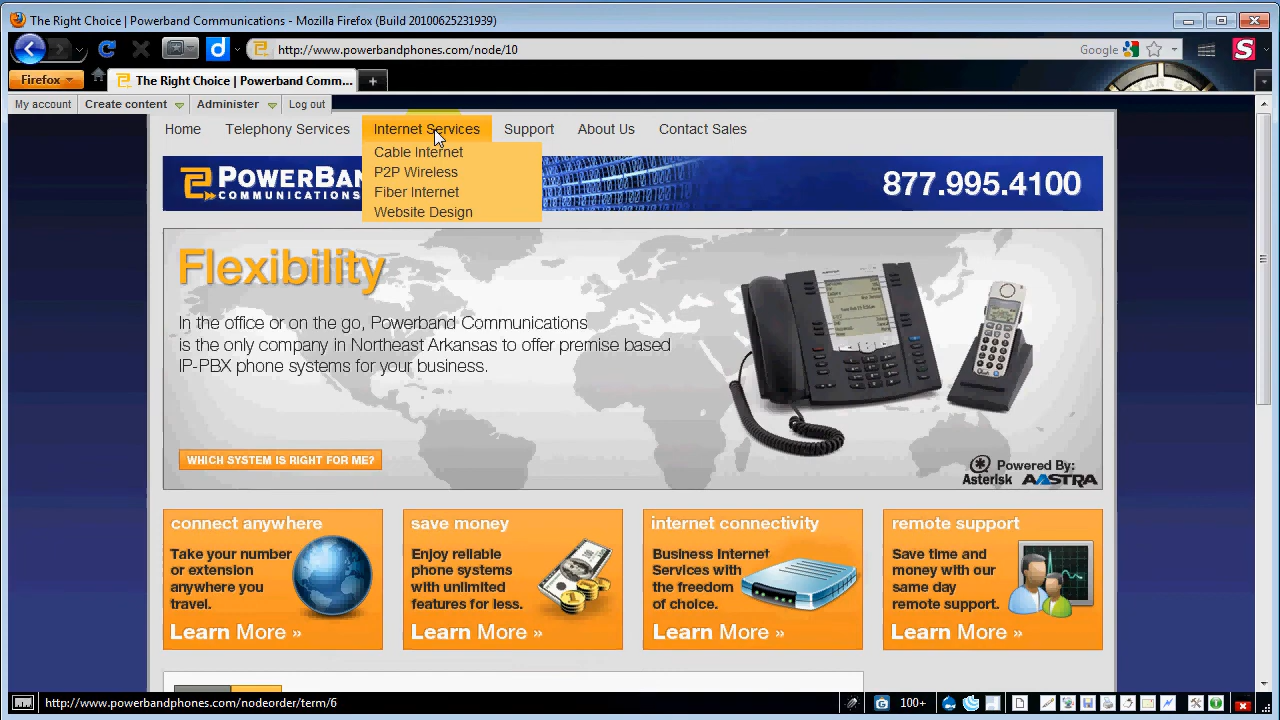 The Right Choice | Powerband Communications - Mozilla Firefox (Build 20100625231939)
http://www.powerbandphones.com/node/10
Google
Firefox
The Right Choice | Powerband Comm...
My account Create content Administer Log out
Home Telephony Services Internet Services Support About Us Contact Sales
Cable Internet
P2P Wireless
Fiber Internet
Website Design
POWERBAN
COMMUNICATIONS
877.995.4100
Flexibility
In the office or on the go, Powerband Communications
is the only company in Northeast Arkansas to offer premise based
IP-PBX phone systems for your business.
WHICH SYSTEM IS RIGHT FOR ME?
Powered By:
Asterisk AASTRA
connect anywhere
Take your number
or extension
anywhere you
travel.
Learn More »
save money
Enjoy reliable
phone systems
with unlimited
features for less.
Learn More »
internet connectivity
Business Internet
Services with
the freedom
of choice.
Learn More »
remote support
Save time and
money with our
same day
remote support.
Learn More »
http://www.powerbandphones.com/nodeorder/term/6
100+